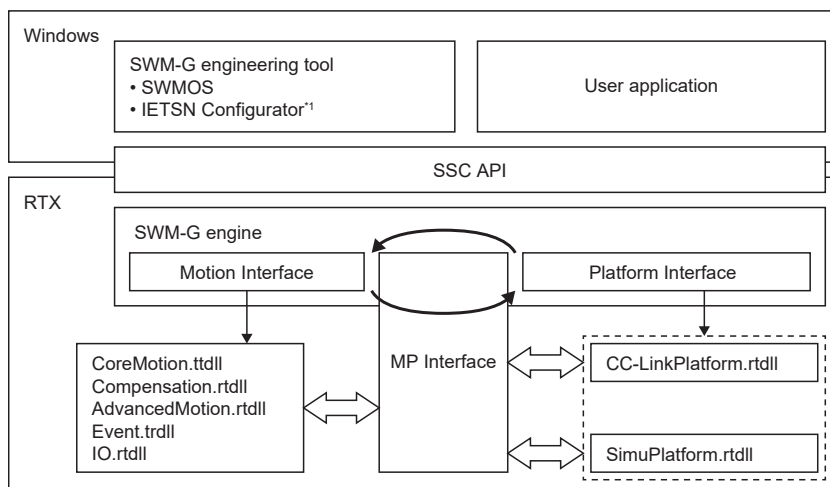 Windows
SWM-G engineering tool
• SWMOS
• IETSN Configurator*1
User application
SSC API
RTX
SWM-G engine
Motion Interface
Platform Interface
MP Interface
CoreMotion.ttdll
Compensation.rtdll
AdvancedMotion.rtdll
Event.trdll
IO.rtdll
CC-LinkPlatform.rtdll
SimuPlatform.rtdll